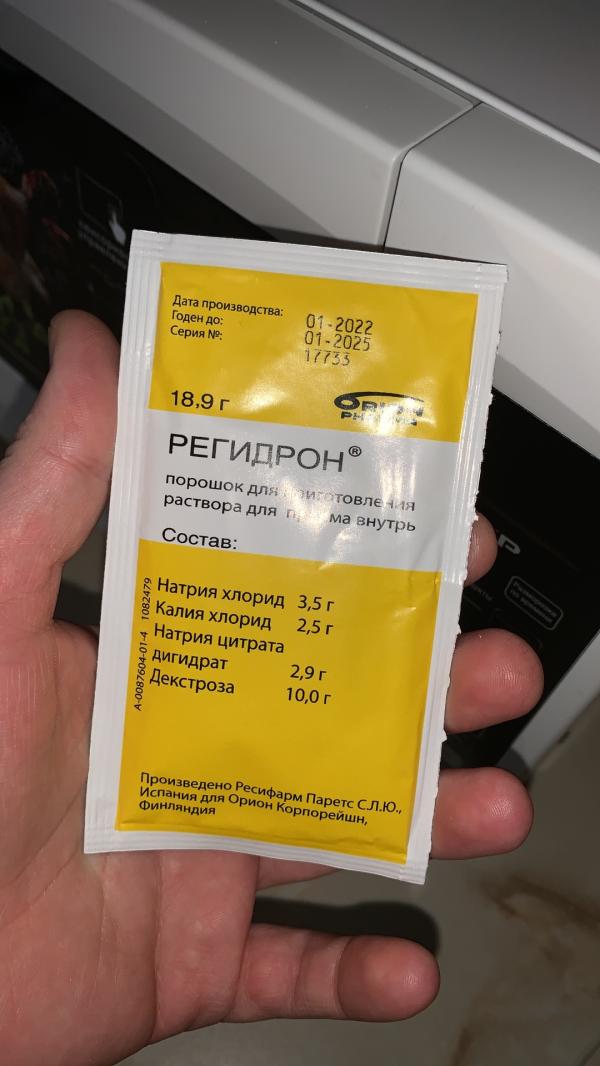 Дата производства: 01-2022
Годен до: 01-2025
Серия №: 17733
18,9 г
ORION
PHARMA
РЕГИДРОН®
порошок для приготовления
раствора для приема внутрь
Состав:
Натрия хлорид 3,5 г
Калия хлорид 2,5 г
Натрия цитрата
дигидрат 2,9 г
Декстроза 10,0 г
А-0087604-01-4 1082479
Произведено Ресифарм Паретс С.Л.Ю.,
Испания для Орион Корпорейшн,
Финляндия